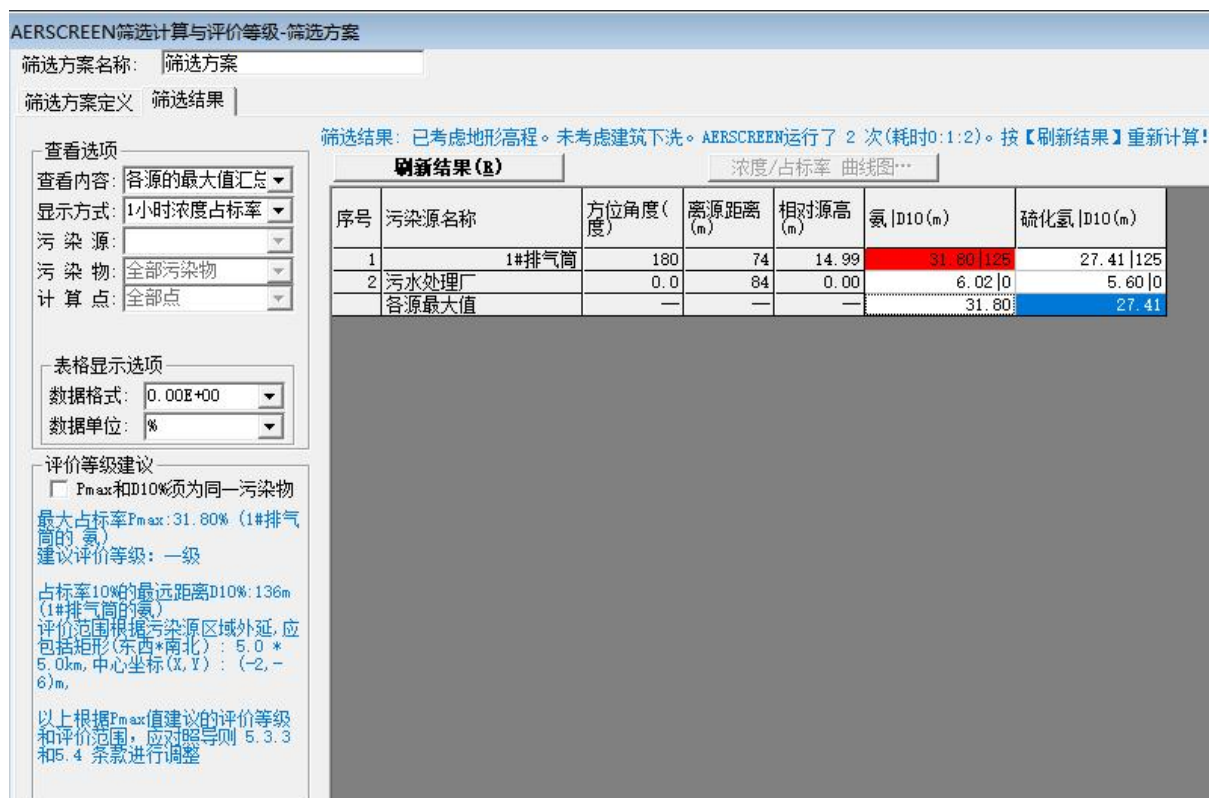 AERSCREEN筛选计算与评价等级-筛选方案
筛选方案名称: 筛选方案
筛选方案定义 筛选结果
查看选项
查看内容: 各源的最大值汇总
显示方式: 1小时浓度占标率
污 染 源:
污 染 物: 全部污染物
计 算 点: 全部点
表格显示选项
数据格式: 0.00E+00
数据单位: %
评价等级建议
Pmax和D10%须为同一污染物
最大占标率Pmax:31.80% (1#排气
筒的 氨)
建议评价等级: 一级
占标率10%的最远距离D10%:136m
(1#排气筒的氨)
评价范围根据污染源区域外延, 应
包括矩形(东西*南北) : 5.0 *
5.0km, 中心坐标(X,Y) : (-2,-
6)m,
以上根据Pmax值建议的评价等级
和评价范围, 应对照导则 5.3.3
和5.4 条款进行调整
筛选结果: 已考虑地形高程。未考虑建筑下洗。AERSCREEN运行了 2 次(耗时0:1:2)。按【刷新结果】重新计算!
刷新结果(R) 浓度/占标率 曲线图…
序号 污染源名称 方位角度(度) 离源距离(m) 相对源高(m) 氨|D10(m) 硫化氢|D10(m)
1 1#排气筒 180 74 14.99 31.80|125 27.41|125
2 污水处理厂 0.0 84 0.00 6.02|0 5.60|0
各源最大值 — — — 31.80 27.41